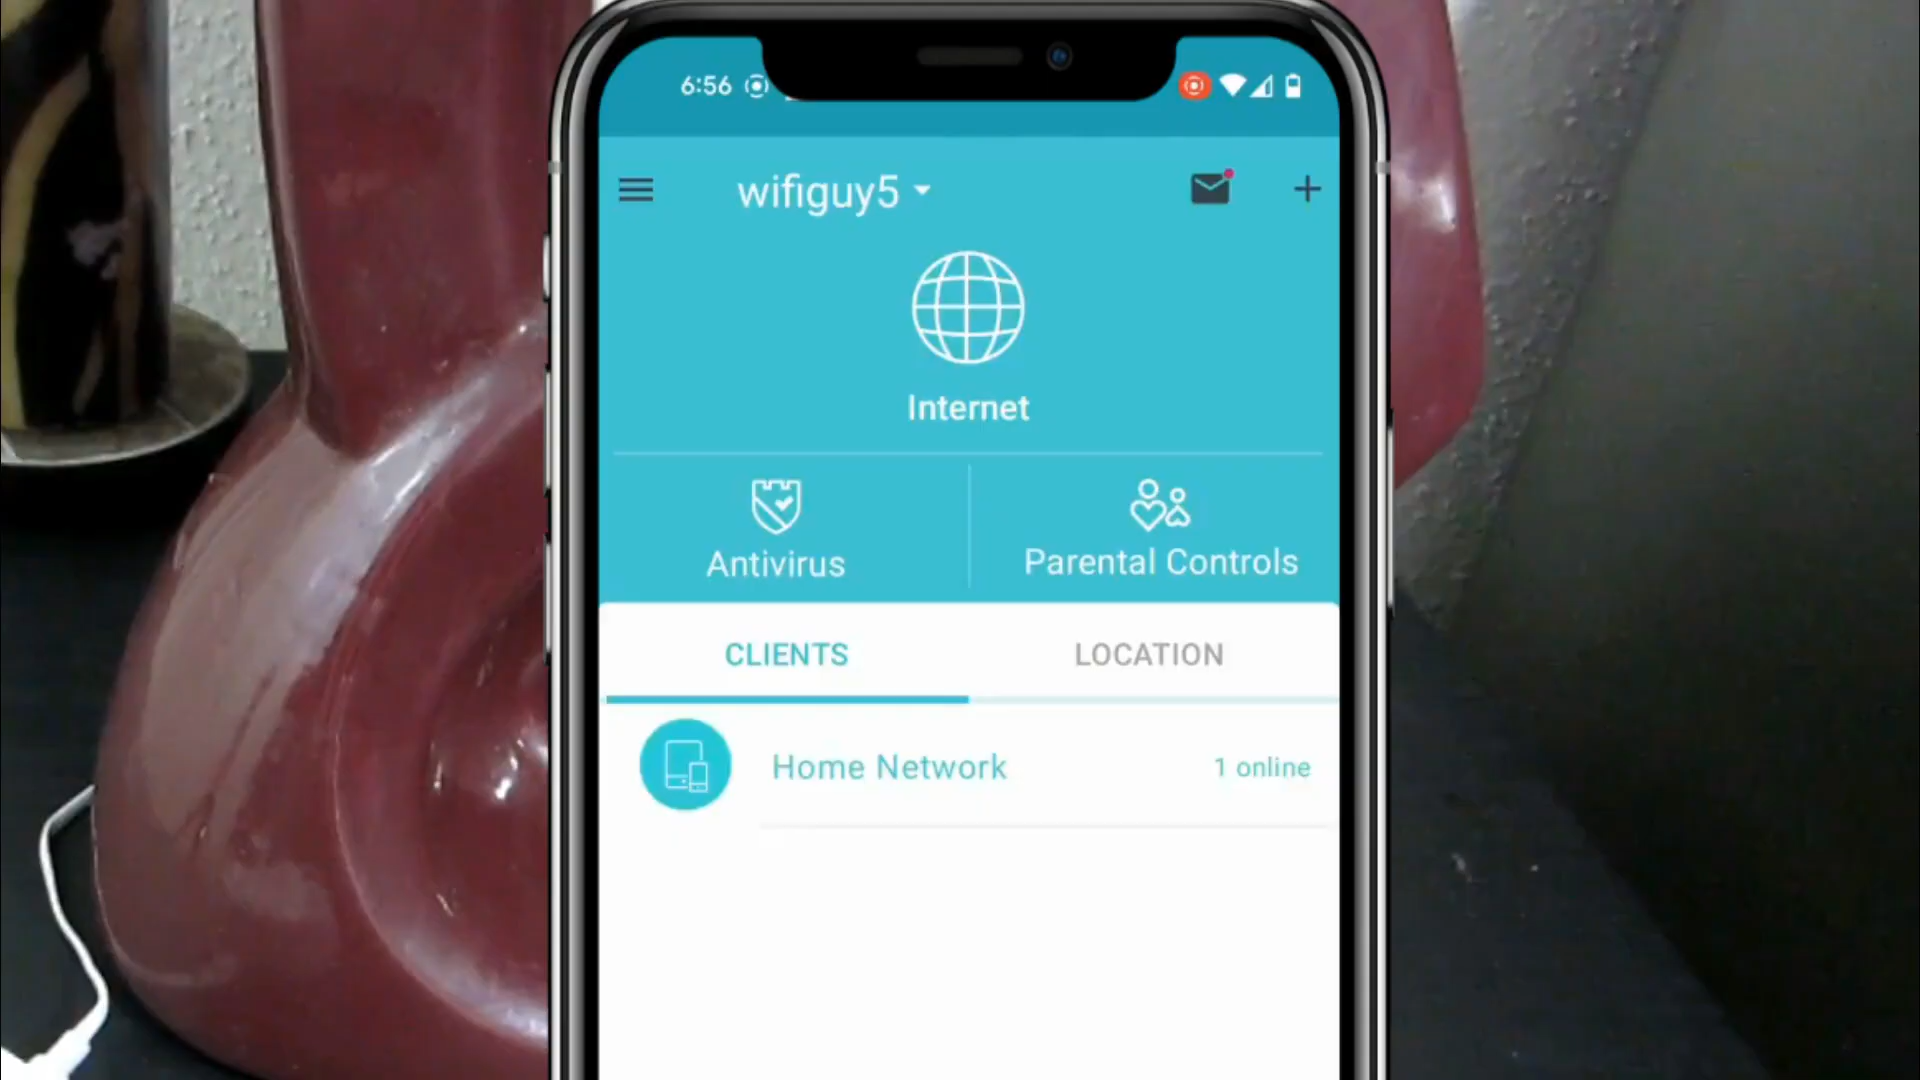 6:56
wifiguy5
Internet
Antivirus
Parental Controls
CLIENTS
LOCATION
Home Network
1 online